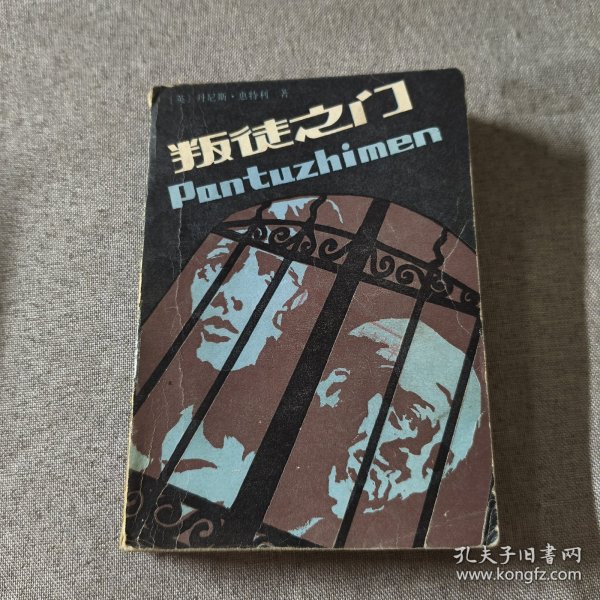 〔英〕丹尼斯·惠特利 著
叛徒之门
Pantuzhimen
孔夫子旧书网
www.kongfz.com